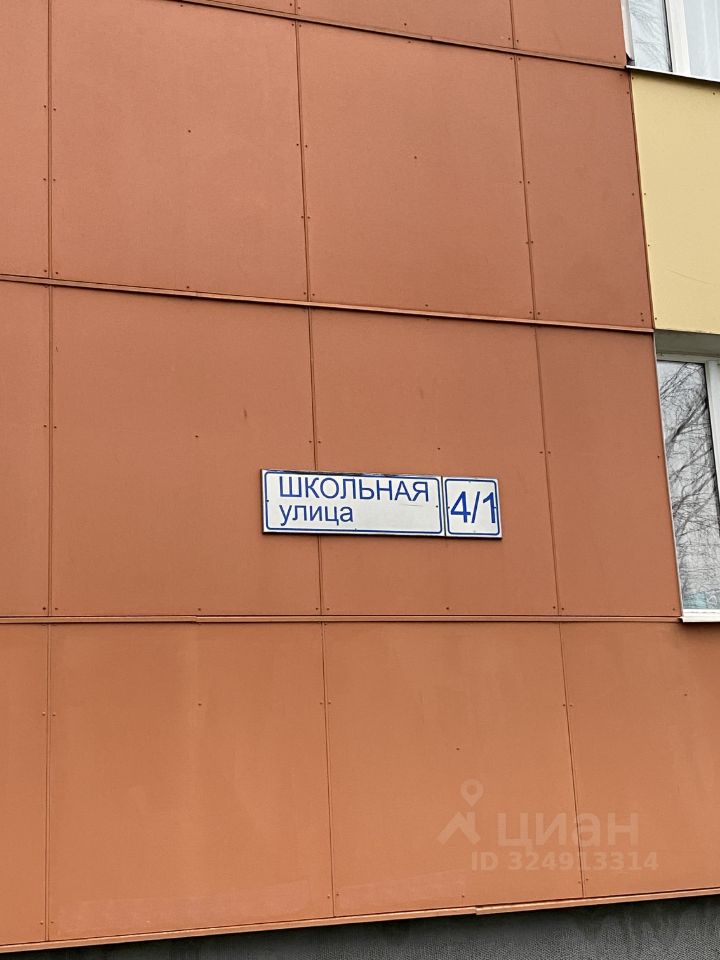 ШКОЛЬНАЯ
улица
4/1
циан
ID 324913314